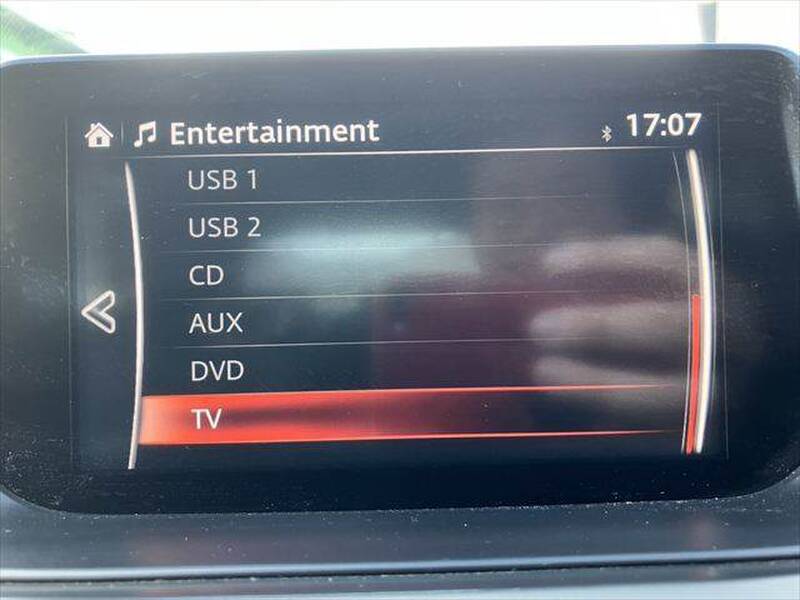 Entertainment 17:07
USB 1
USB 2
CD
AUX
DVD
TV